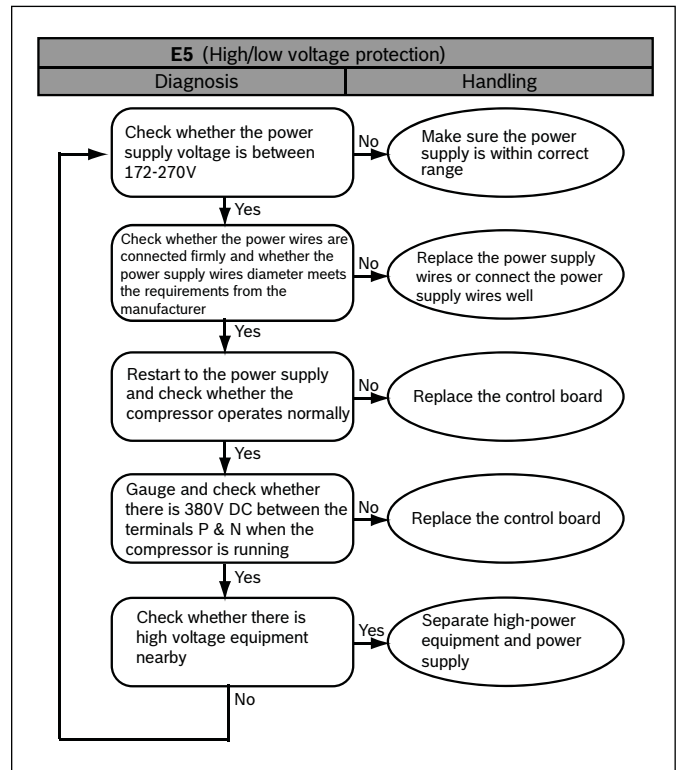 E5 (High/low voltage protection)
Diagnosis
Handling
Check whether the power
supply voltage is between
172-270V
No
Make sure the power
supply is within correct
range
Yes
Check whether the power wires are
connected firmly and whether the
power supply wires diameter meets
the requirements from the
manufacturer
No
Replace the power supply
wires or connect the power
supply wires well
Yes
Restart to the power supply
and check whether the
compressor operates normally
No
Replace the control board
Yes
Gauge and check whether
there is 380V DC between the
terminals P & N when the
compressor is running
No
Replace the control board
Yes
Check whether there is
high voltage equipment
nearby
Yes
Separate high-power
equipment and power
supply
No